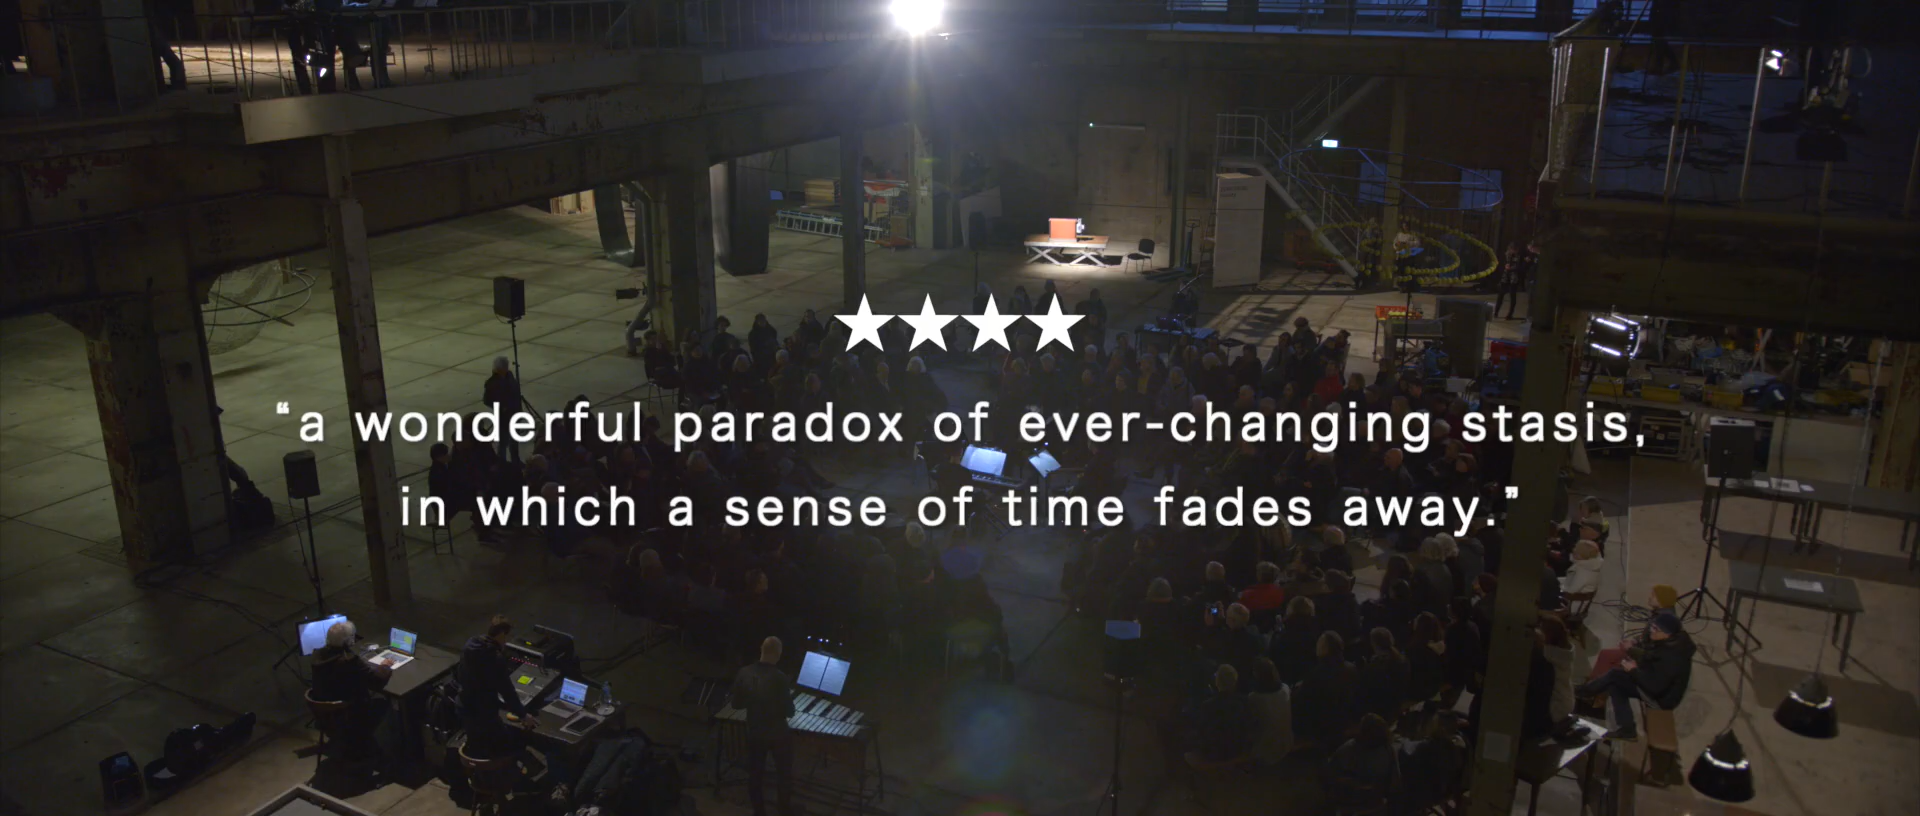 ★★★★
“a wonderful paradox of ever-changing stasis,
in which a sense of time fades away.”